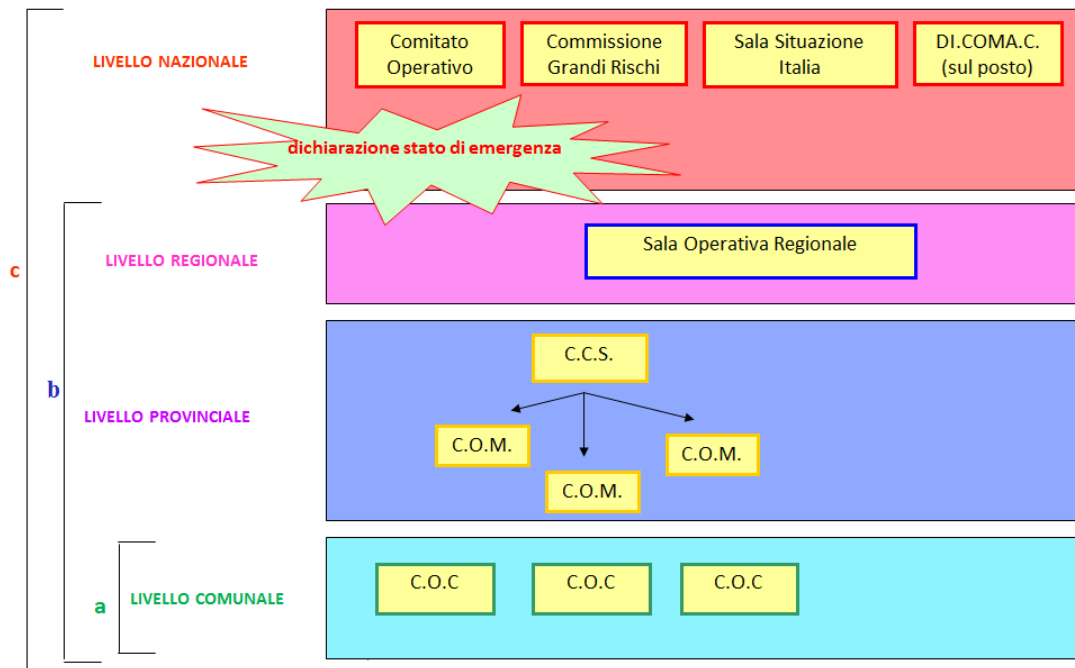 LIVELLO NAZIONALE
Comitato
Operativo
Commissione
Grandi Rischi
Sala Situazione
Italia
DI.COMA.C.
(sul posto)
dichiarazione stato di emergenza
c
LIVELLO REGIONALE
Sala Operativa Regionale
b
LIVELLO PROVINCIALE
C.C.S.
C.O.M.
C.O.M.
C.O.M.
a
LIVELLO COMUNALE
C.O.C
C.O.C
C.O.C